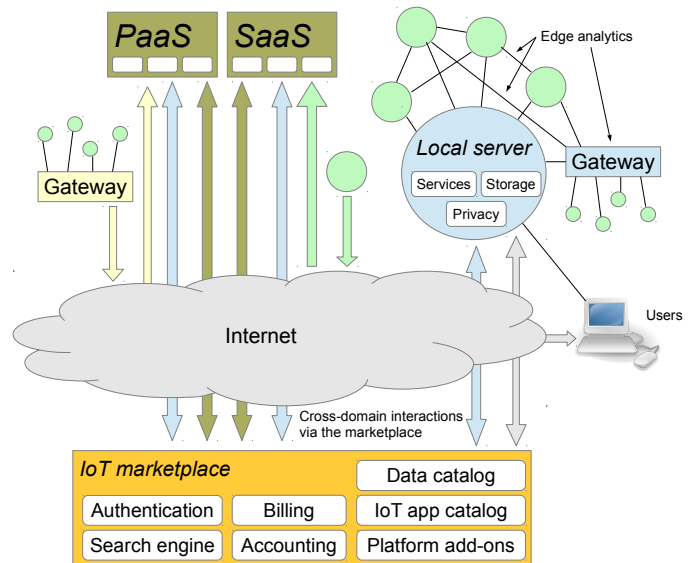 PaaS
SaaS
Edge analytics
Local server
Services
Storage
Privacy
Gateway
Gateway
Internet
Users
Cross-domain interactions
via the marketplace
IoT marketplace
Data catalog
Authentication
Billing
IoT app catalog
Search engine
Accounting
Platform add-ons